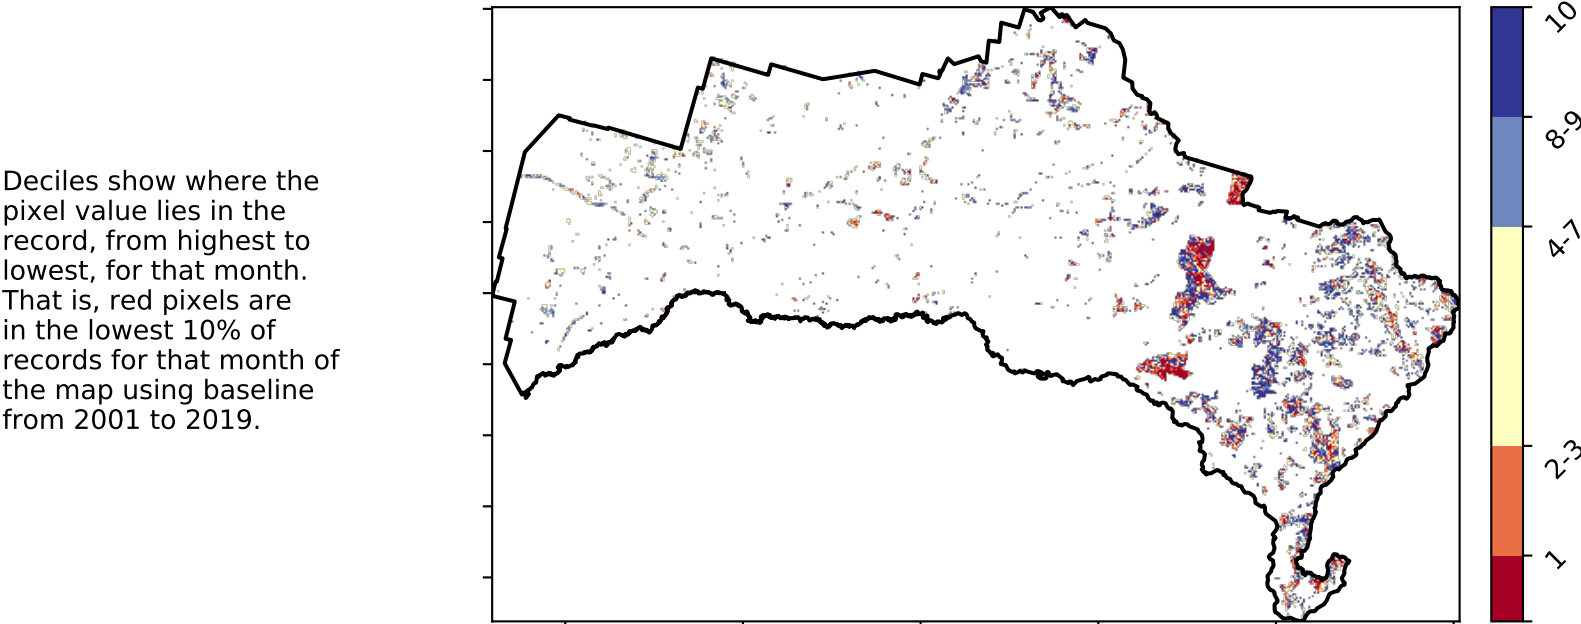 Deciles show where the
pixel value lies in the
record, from highest to
lowest, for that month.
That is, red pixels are
in the lowest 10% of
records for that month of
the map using baseline
from 2001 to 2019.
10
8-9
4-7
2-3
1